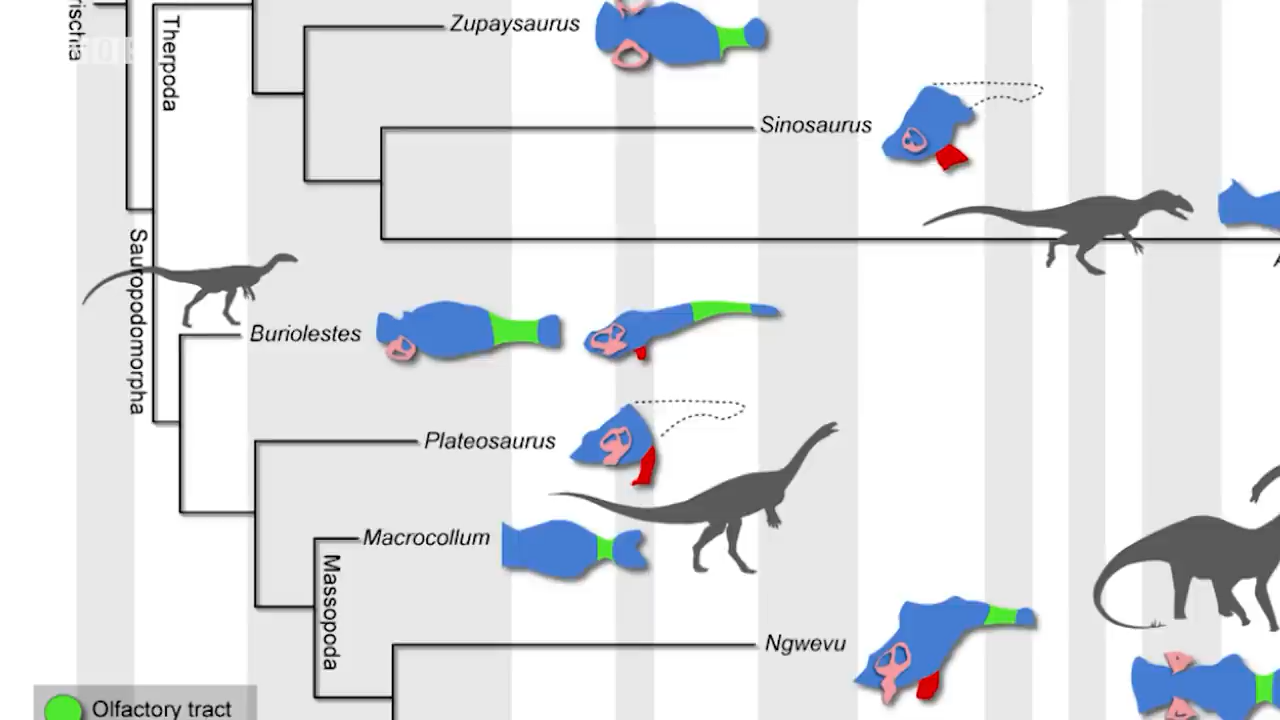 Therpoda
Zupaysaurus
Sinosaurus
Sauropodomorpha
Buriolestes
Plateosaurus
Macrocollum
Massopoda
Ngwevu
Olfactory tract